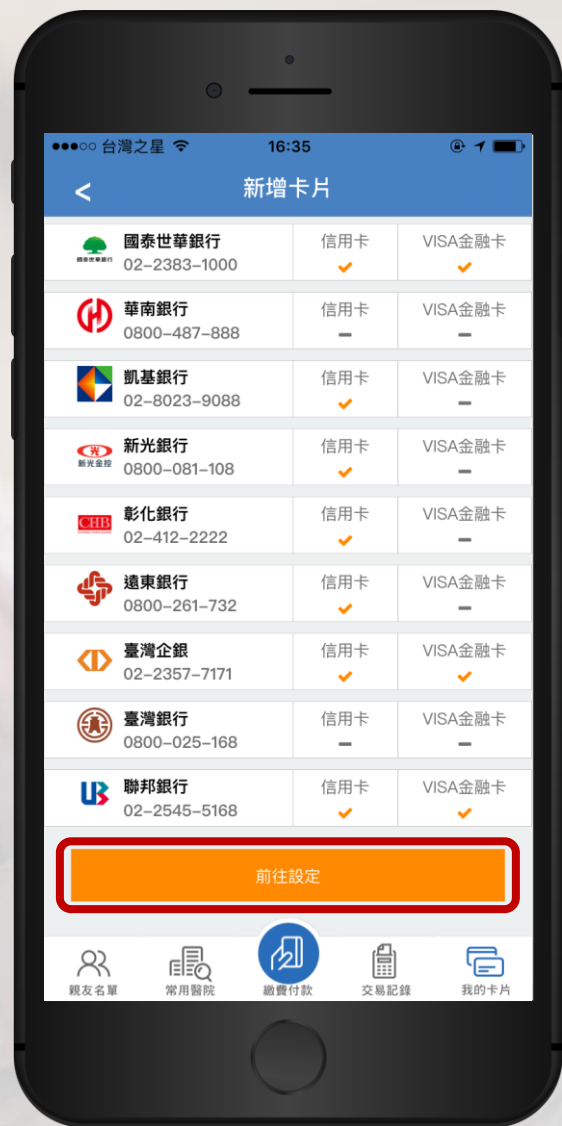 ●●●○○ 台灣之星 16:35
< 新增卡片
國泰世華銀行 信用卡 VISA金融卡
國泰世華銀行 02-2383-1000
華南銀行 信用卡 VISA金融卡
0800-487-888
凱基銀行 信用卡 VISA金融卡
02-8023-9088
新光銀行 信用卡 VISA金融卡
光
新光金控 0800-081-108
彰化銀行 信用卡 VISA金融卡
CHB 02-412-2222
遠東銀行 信用卡 VISA金融卡
0800-261-732
臺灣企銀 信用卡 VISA金融卡
02-2357-7171
臺灣銀行 信用卡 VISA金融卡
0800-025-168
聯邦銀行 信用卡 VISA金融卡
02-2545-5168
前往設定
親友名單 常用醫院 繳費付款 交易記錄 我的卡片